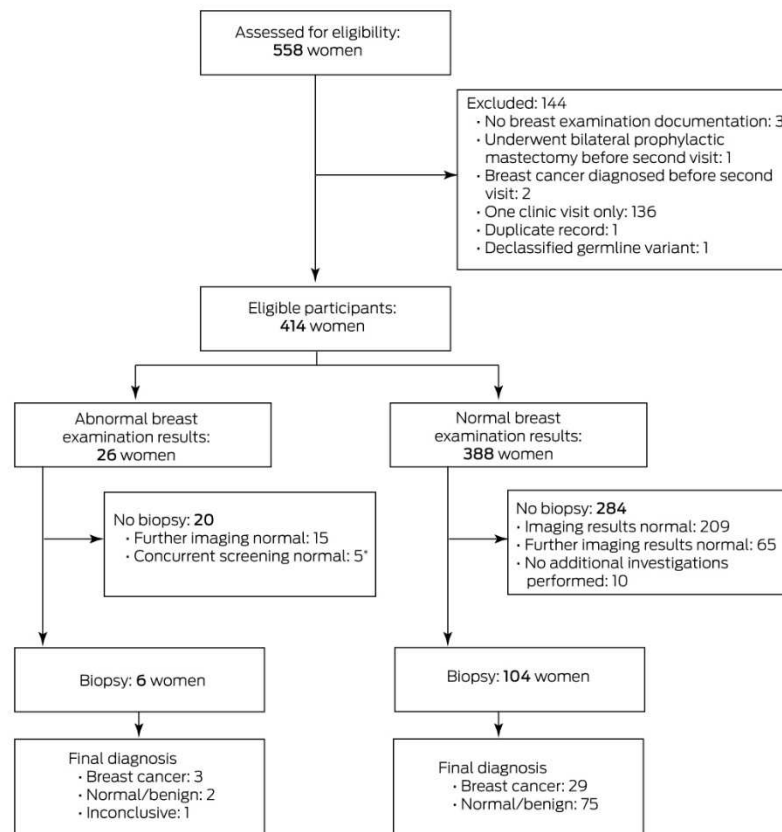 Assessed for eligibility:
558 women
Excluded: 144
· No breast examination documentation: 3
· Underwent bilateral prophylactic
mastectomy before second visit: 1
· Breast cancer diagnosed before second
visit: 2
· One clinic visit only: 136
· Duplicate record: 1
· Declassified germline variant: 1
Eligible participants:
414 women
Abnormal breast
examination results:
26 women
Normal breast
examination results:
388 women
No biopsy: 20
· Further imaging normal: 15
· Concurrent screening normal: 5*
No biopsy: 284
· Imaging results normal: 209
· Further imaging results normal: 65
· No additional investigations
performed: 10
Biopsy: 6 women
Biopsy: 104 women
Final diagnosis
· Breast cancer: 3
· Normal/benign: 2
· Inconclusive: 1
Final diagnosis
· Breast cancer: 29
· Normal/benign: 75